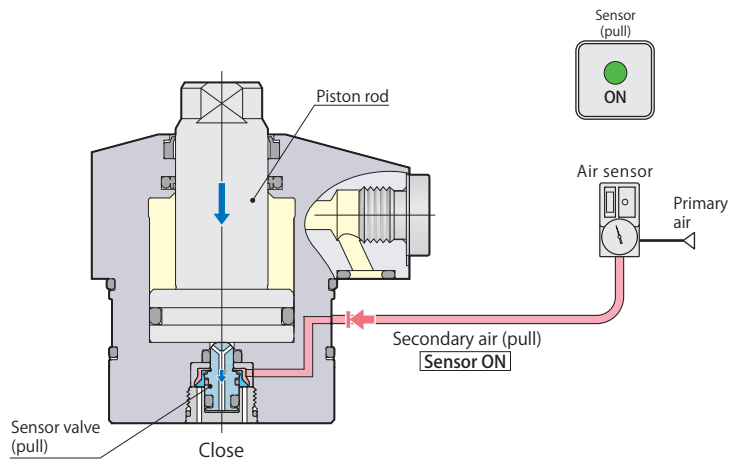 Sensor
(pull)
ON
Piston rod
Air sensor
Primary
air
Secondary air (pull)
Sensor ON
Sensor valve
(pull)
Close